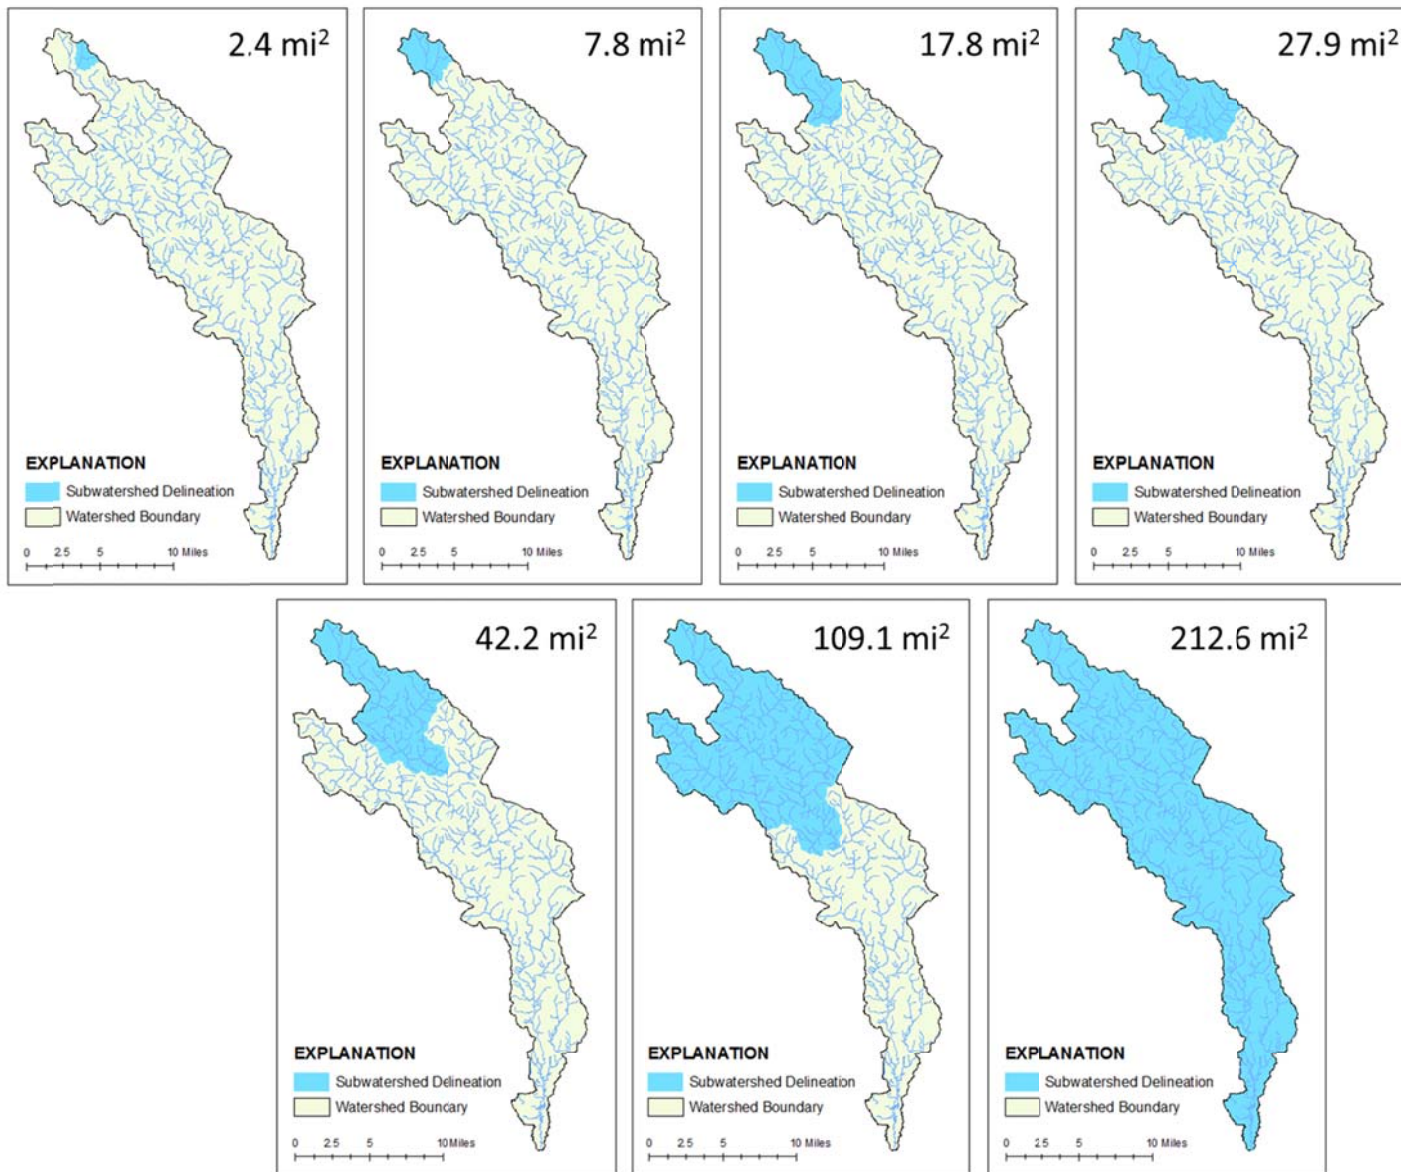 2.4 mi²
EXPLANATION
Subwatershed Delineation
Watershed Boundary
0 2.5 5 10 Miles
7.8 mi²
EXPLANATION
Subwatershed Delineation
Watershed Boundary
0 2.5 5 10 Miles
17.8 mi²
EXPLANATION
Subwatershed Delineation
Watershed Boundary
0 2.5 5 10 Miles
27.9 mi²
EXPLANATION
Subwatershed Delineation
Watershed Boundary
0 2.5 5 10 Miles
42.2 mi²
EXPLANATION
Subwatershed Delineation
Watershed Boundary
0 2.5 5 10 Miles
109.1 mi²
EXPLANATION
Subwatershed Delineation
Watershed Boundary
0 2.5 5 10 Miles
212.6 mi²
EXPLANATION
Subwatershed Delineation
Watershed Boundary
0 2.5 5 10 Miles